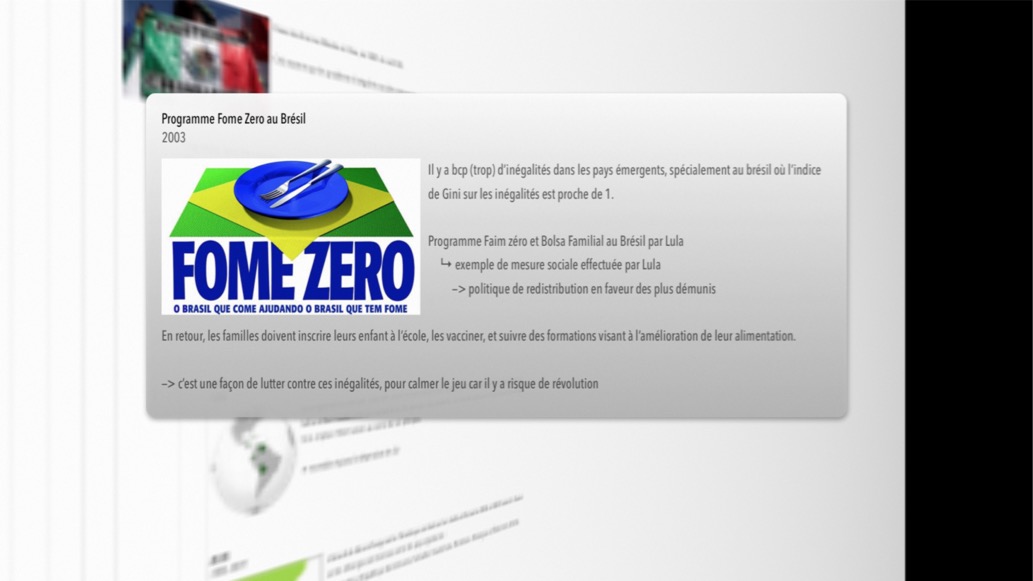 Programme Fome Zero au Brésil
2003
FOME ZERO
O BRASIL QUE COME AJUDANDO O BRASIL QUE TEM FOME
Il y a bcp (trop) d'inégalités dans les pays émergents, spécialement au brésil où l'indice
de Gini sur les inégalités est proche de 1.
Programme Faim zéro et Bolsa Familial au Brésil par Lula
↳ exemple de mesure sociale effectuée par Lula
–> politique de redistribution en faveur des plus démunis
En retour, les familles doivent inscrire leurs enfant à l'école, les vacciner, et suivre des formations visant à l'amélioration de leur alimentation.
–> c'est une façon de lutter contre ces inégalités, pour calmer le jeu car il y a risque de révolution